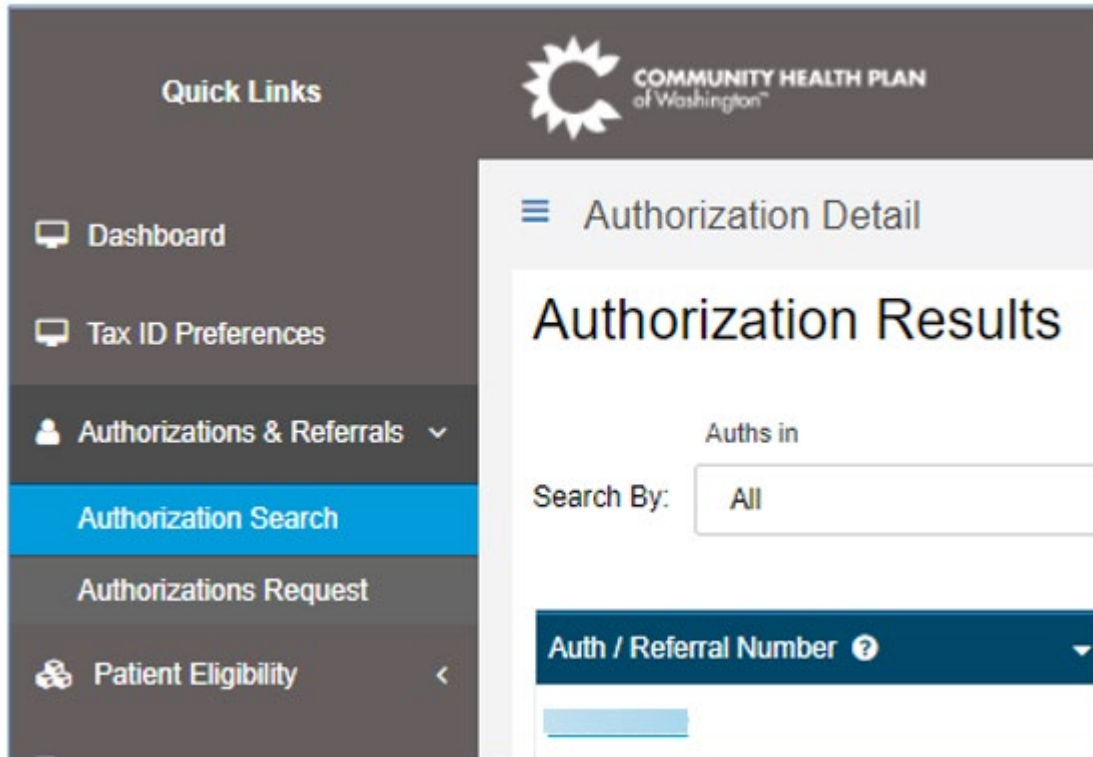 Quick Links
COMMUNITY HEALTH PLAN
of Washington™
Dashboard
Tax ID Preferences
Authorizations & Referrals
Authorization Search
Authorizations Request
Patient Eligibility
Authorization Detail
Authorization Results
Auths in
Search By: All
Auth / Referral Number